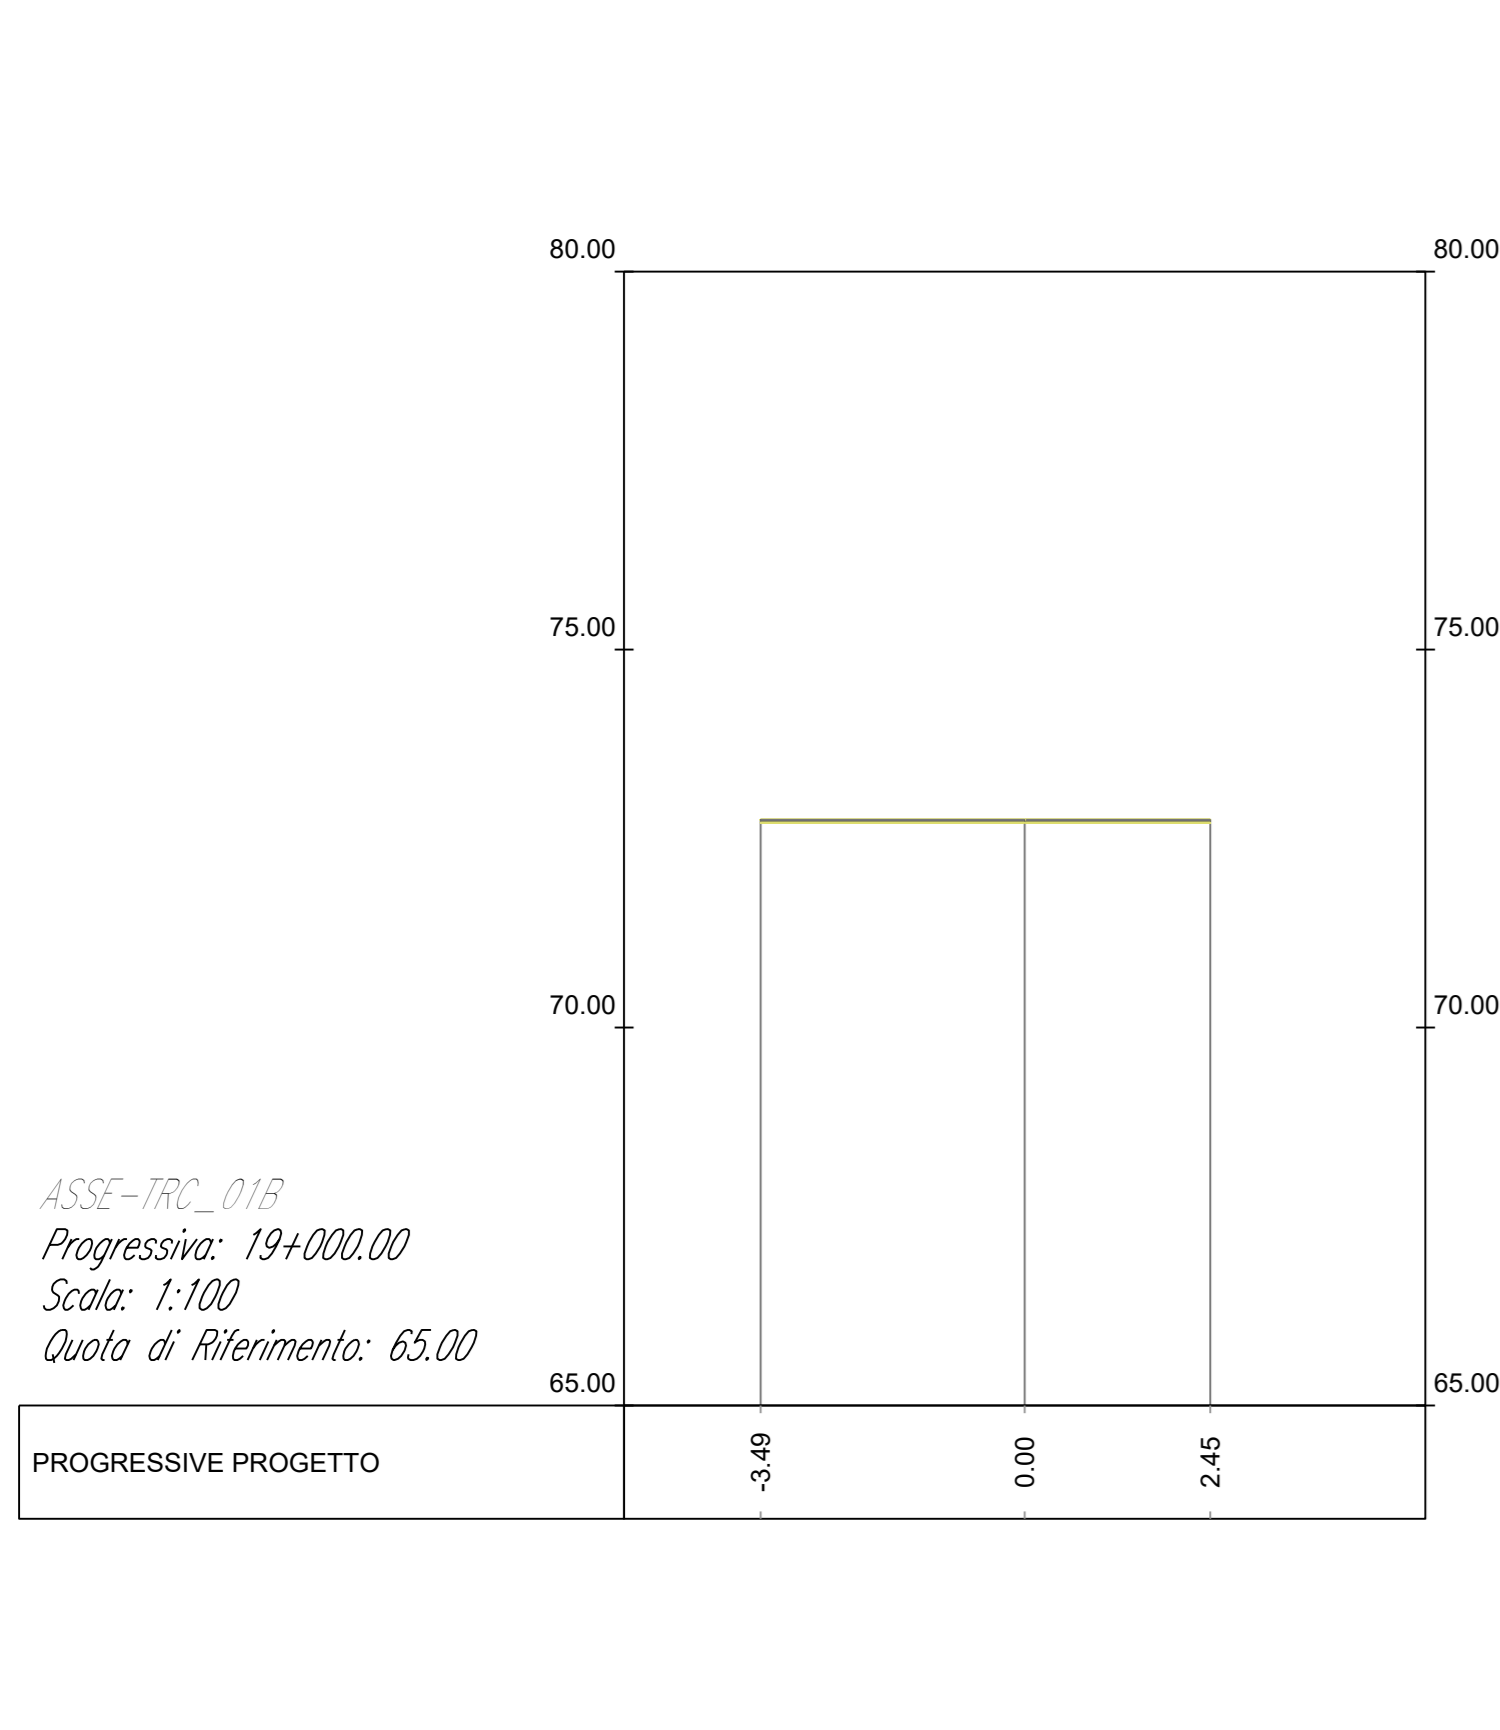 80.00 80.00
75.00 75.00
70.00 70.00
ASSE-TRC_01B
Progressiva: 19+000.00
Scala: 1:100
Quota di Riferimento: 65.00
65.00 65.00
PROGRESSIVE PROGETTO -3.49 0.00 2.45